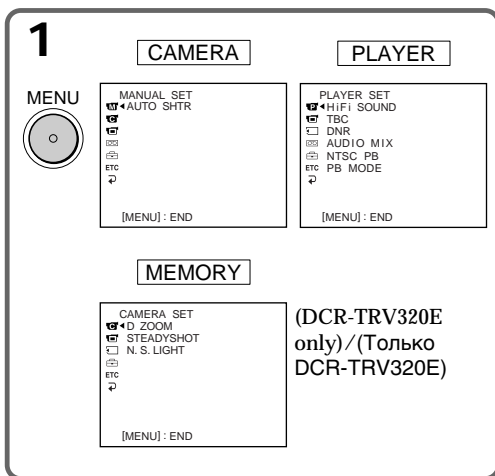 1
CAMERA
PLAYER
MENU
MANUAL SET
AUTO SHTR
ETC
[MENU] : END
PLAYER SET
HiFi SOUND
TBC
DNR
AUDIO MIX
NTSC PB
ETC PB MODE
[MENU] : END
MEMORY
CAMERA SET
D ZOOM
STEADYSHOT
N. S. LIGHT
ETC
[MENU] : END
(DCR-TRV320E
only)/(Только
DCR-TRV320E)